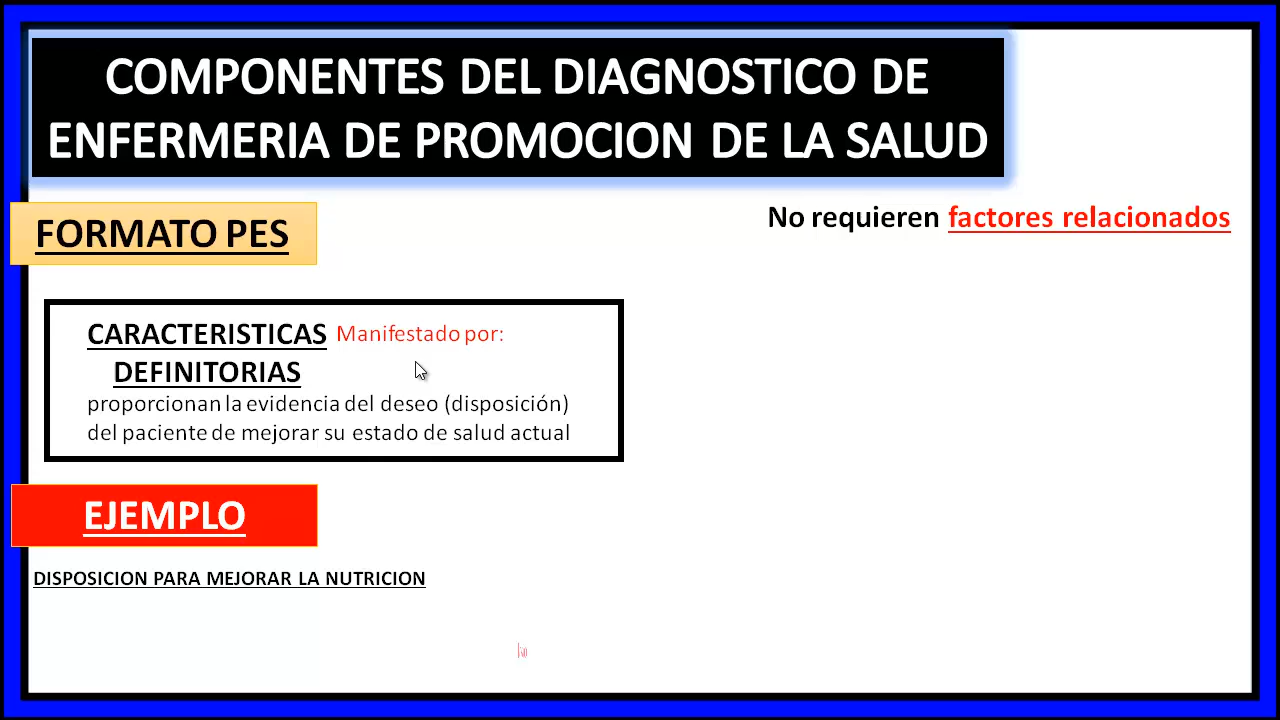 COMPONENTES DEL DIAGNOSTICO DE
ENFERMERIA DE PROMOCION DE LA SALUD
FORMATO PES
No requieren factores relacionados
CARACTERISTICAS Manifestado por:
DEFINITORIAS
proporcionan la evidencia del deseo (disposición)
del paciente de mejorar su estado de salud actual
EJEMPLO
DISPOSICION PARA MEJORAR LA NUTRICION